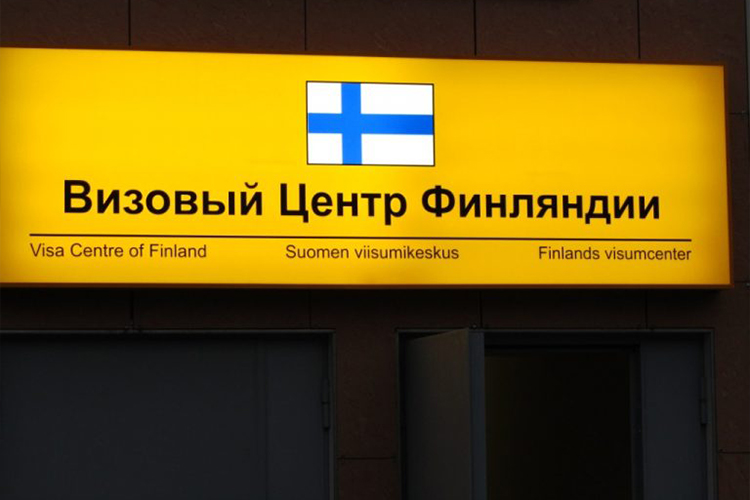 Визовый Центр Финляндии
Visa Centre of Finland Suomen viisumikeskus Finlands visumcenter